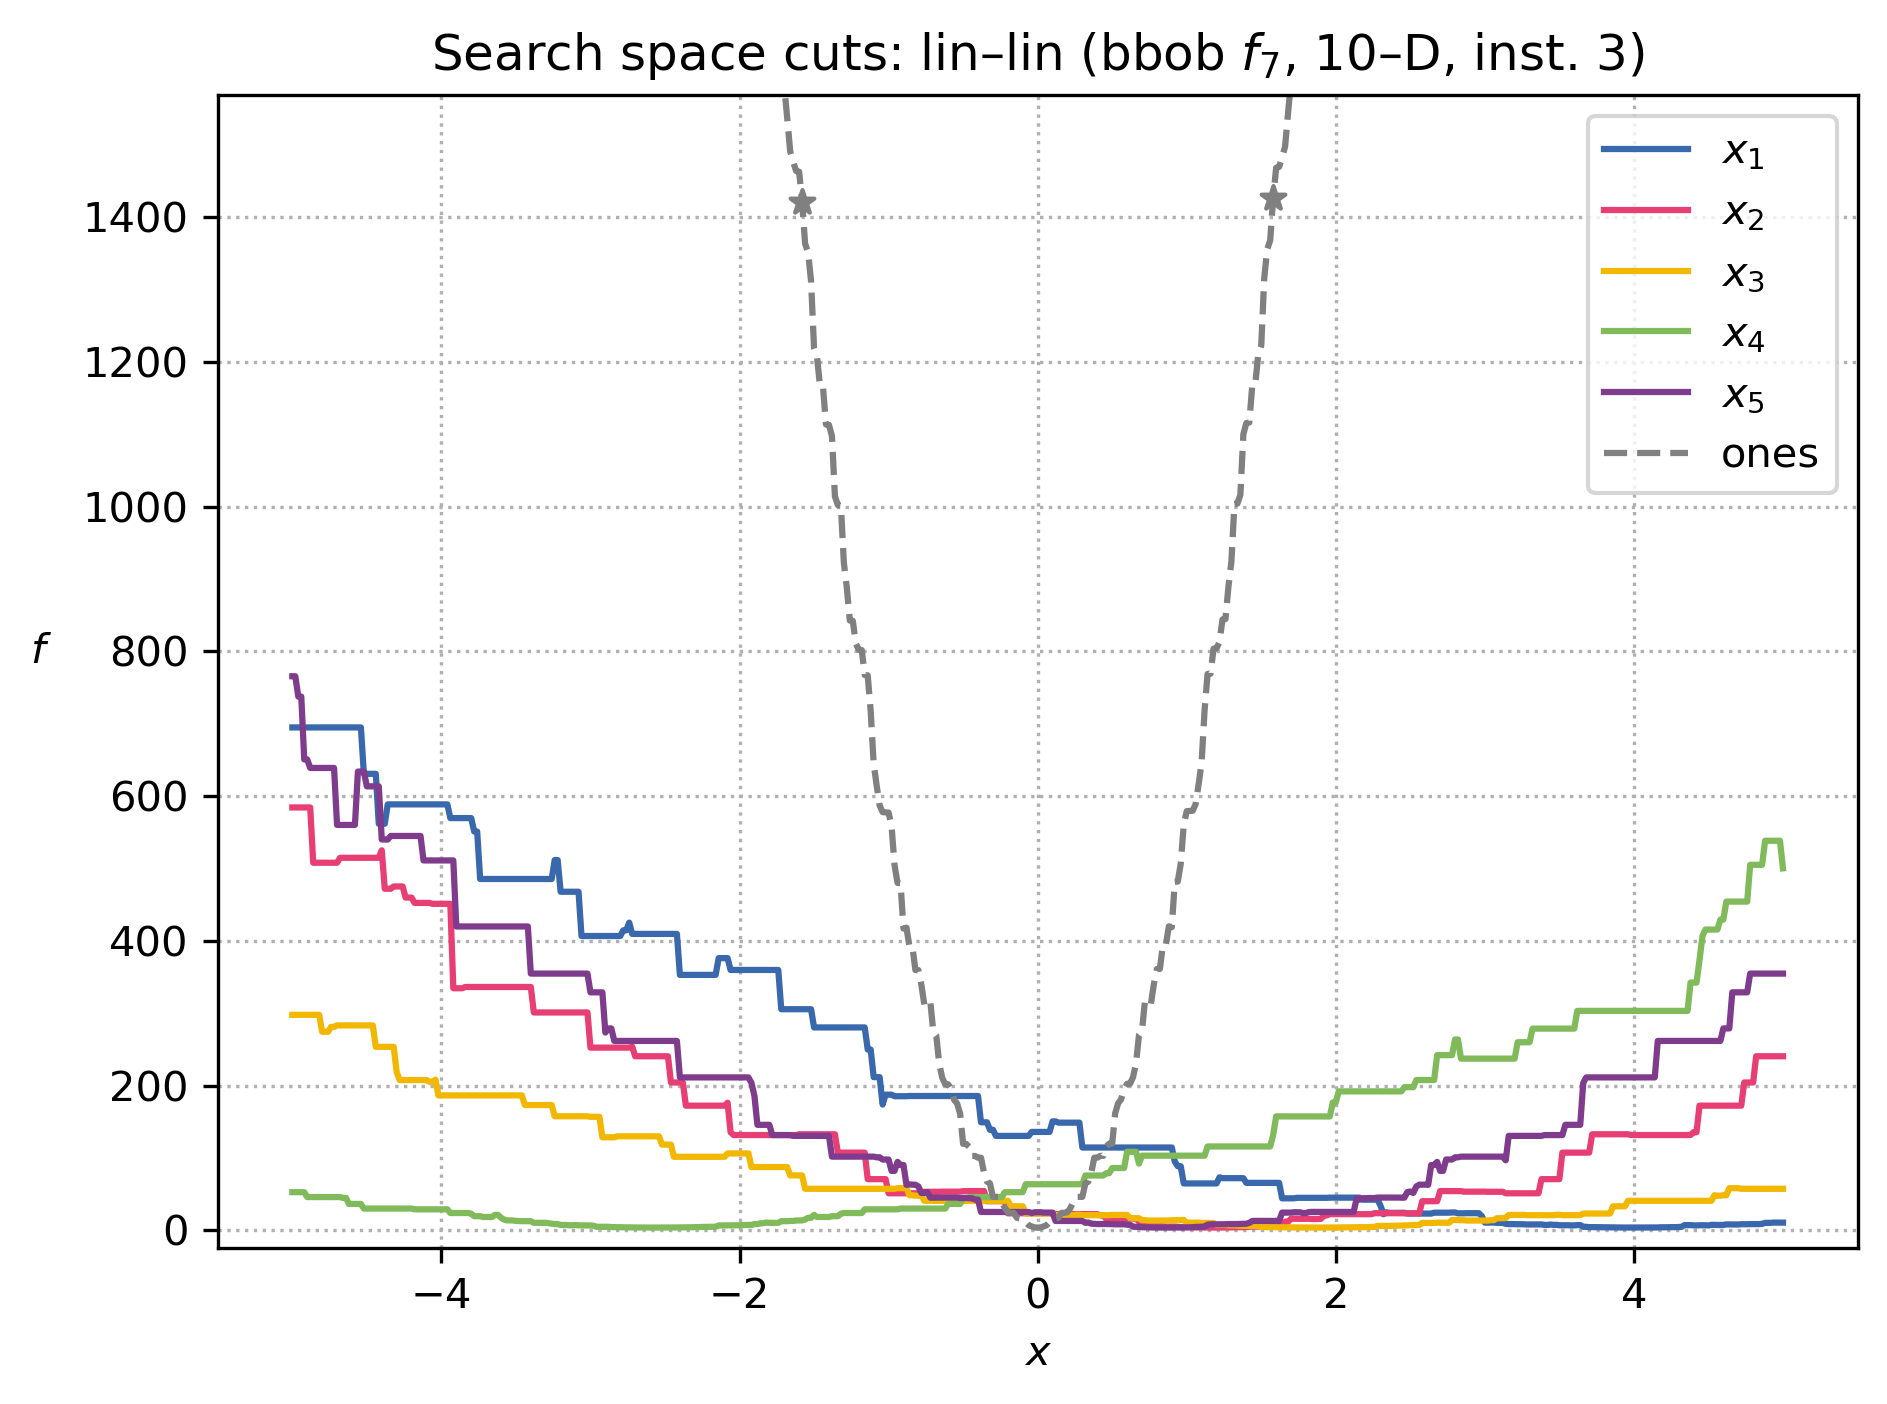 Search space cuts: lin–lin (bbob f₇, 10–D, inst. 3)
1400
1200
1000
800
600
400
200
0
f
−4
−2
0
2
4
x
x₁
x₂
x₃
x₄
x₅
ones